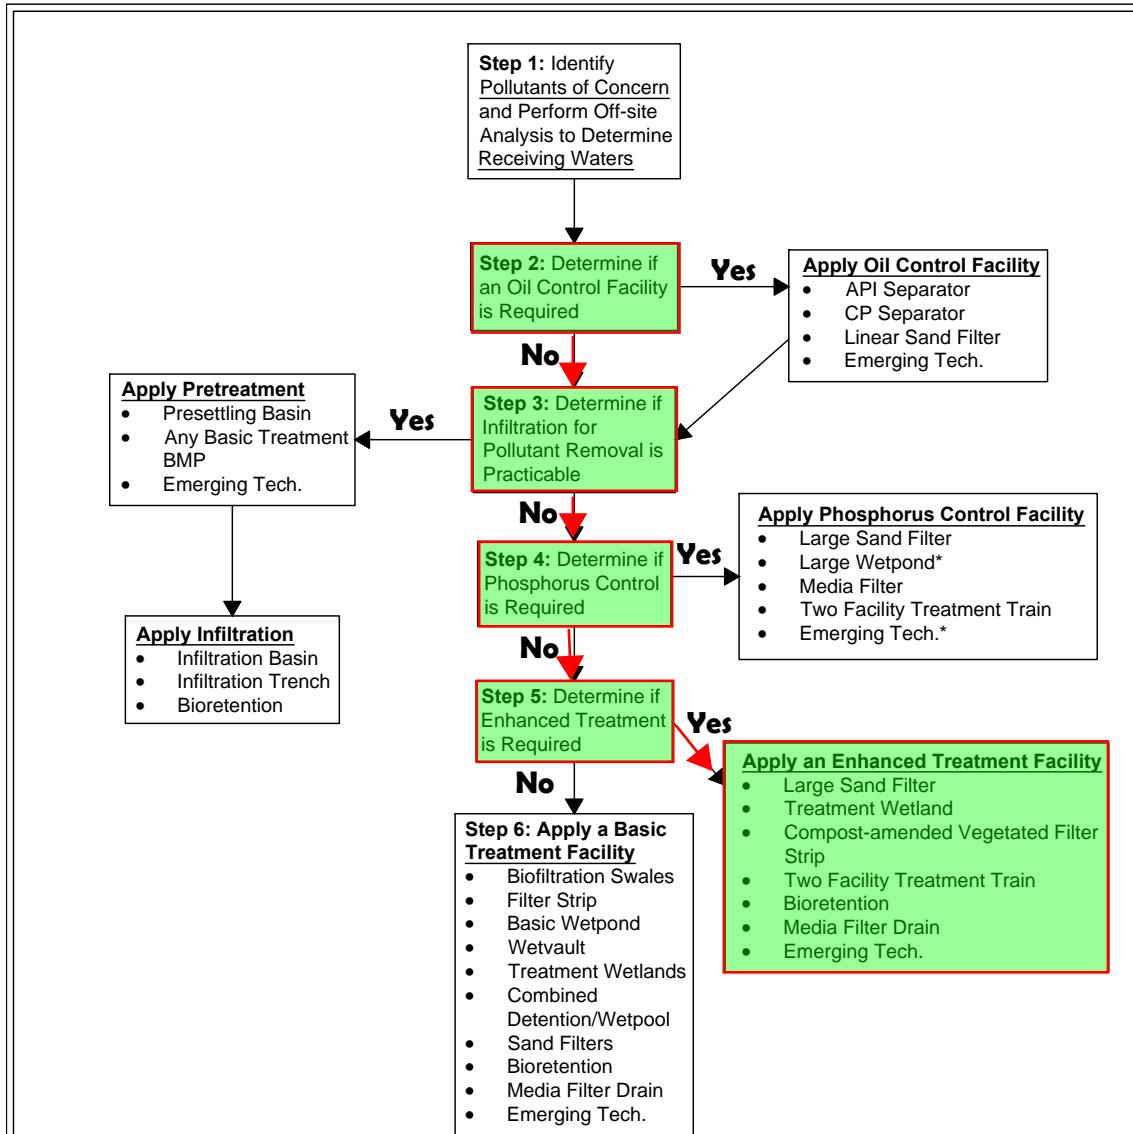 Step 1: Identify
Pollutants of Concern
and Perform Off-site
Analysis to Determine
Receiving Waters
Step 2: Determine if
an Oil Control Facility
is Required
Yes
Apply Oil Control Facility
• API Separator
• CP Separator
• Linear Sand Filter
• Emerging Tech.
No
Step 3: Determine if
Infiltration for
Pollutant Removal is
Practicable
Yes
Apply Pretreatment
• Presettling Basin
• Any Basic Treatment
BMP
• Emerging Tech.
Apply Infiltration
• Infiltration Basin
• Infiltration Trench
• Bioretention
No
Step 4: Determine if
Phosphorus Control
is Required
Yes
Apply Phosphorus Control Facility
• Large Sand Filter
• Large Wetpond*
• Media Filter
• Two Facility Treatment Train
• Emerging Tech.*
No
Step 5: Determine if
Enhanced Treatment
is Required
Yes
Apply an Enhanced Treatment Facility
• Large Sand Filter
• Treatment Wetland
• Compost-amended Vegetated Filter
Strip
• Two Facility Treatment Train
• Bioretention
• Media Filter Drain
• Emerging Tech.
No
Step 6: Apply a Basic
Treatment Facility
• Biofiltration Swales
• Filter Strip
• Basic Wetpond
• Wetvault
• Treatment Wetlands
• Combined
Detention/Wetpool
• Sand Filters
• Bioretention
• Media Filter Drain
• Emerging Tech.